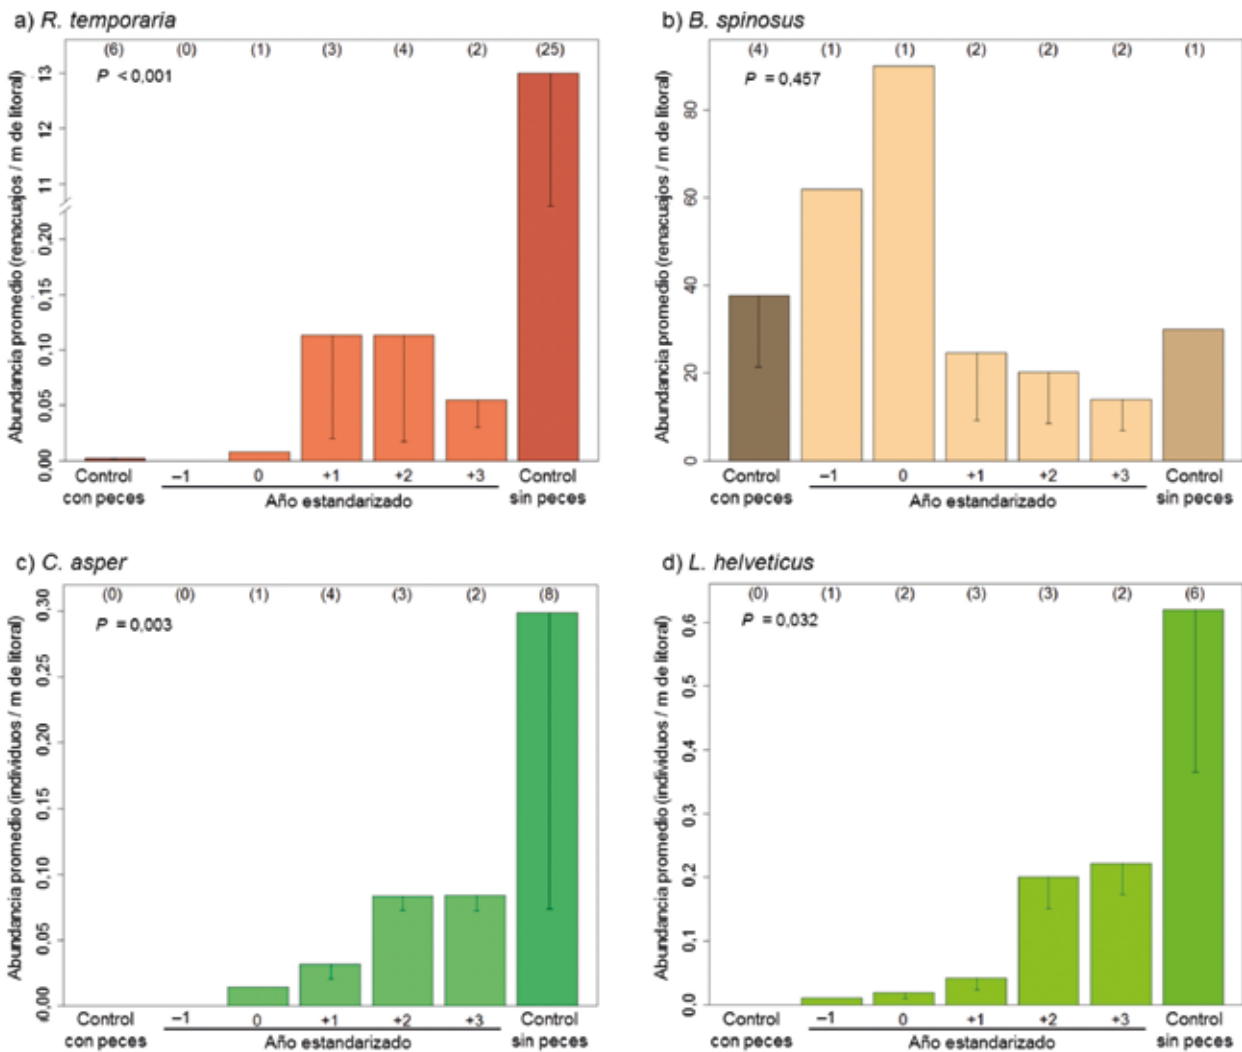 a) R. temporaria
(6) (0) (1) (3) (4) (2) (25)
P < 0,001
Abundancia promedio (renacuajos / m de litoral)
13
12
11
0,20
0,15
0,10
0,05
0,00
Control con peces
–1 0 +1 +2 +3
Año estandarizado
Control sin peces
b) B. spinosus
(4) (1) (1) (2) (2) (2) (1)
P = 0,457
Abundancia promedio (renacuajos / m de litoral)
80
60
40
20
0
Control con peces
–1 0 +1 +2 +3
Año estandarizado
Control sin peces
c) C. asper
(0) (0) (1) (4) (3) (2) (8)
P = 0,003
Abundancia promedio (individuos / m de litoral)
0,30
0,25
0,20
0,15
0,10
0,05
0,00
Control con peces
–1 0 +1 +2 +3
Año estandarizado
Control sin peces
d) L. helveticus
(0) (1) (2) (3) (3) (2) (6)
P = 0,032
Abundancia promedio (individuos / m de litoral)
0,6
0,5
0,4
0,3
0,2
0,1
0,0
Control con peces
–1 0 +1 +2 +3
Año estandarizado
Control sin peces